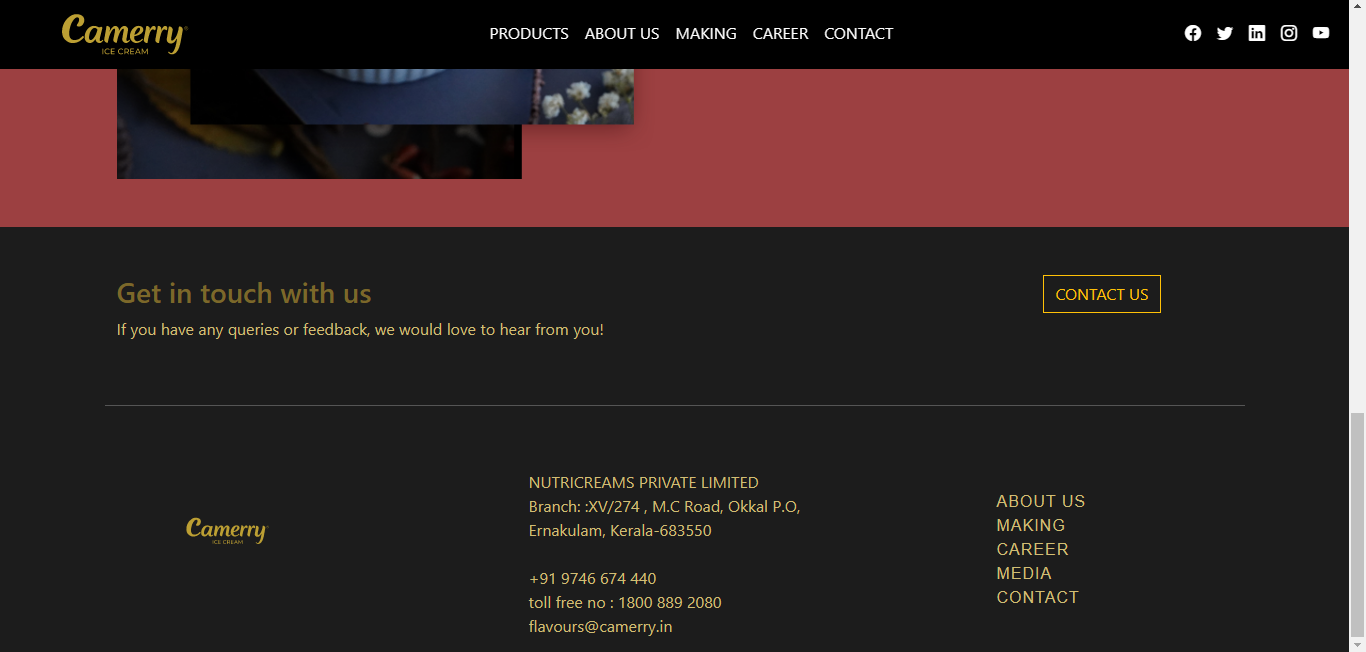 Camerry
ICE CREAM
PRODUCTS ABOUT US MAKING CAREER CONTACT
Get in touch with us
CONTACT US
If you have any queries or feedback, we would love to hear from you!
Camerry
ICE CREAM
NUTRICREAMS PRIVATE LIMITED
Branch: :XV/274 , M.C Road, Okkal P.O,
Ernakulam, Kerala-683550
+91 9746 674 440
toll free no : 1800 889 2080
flavours@camerry.in
ABOUT US
MAKING
CAREER
MEDIA
CONTACT